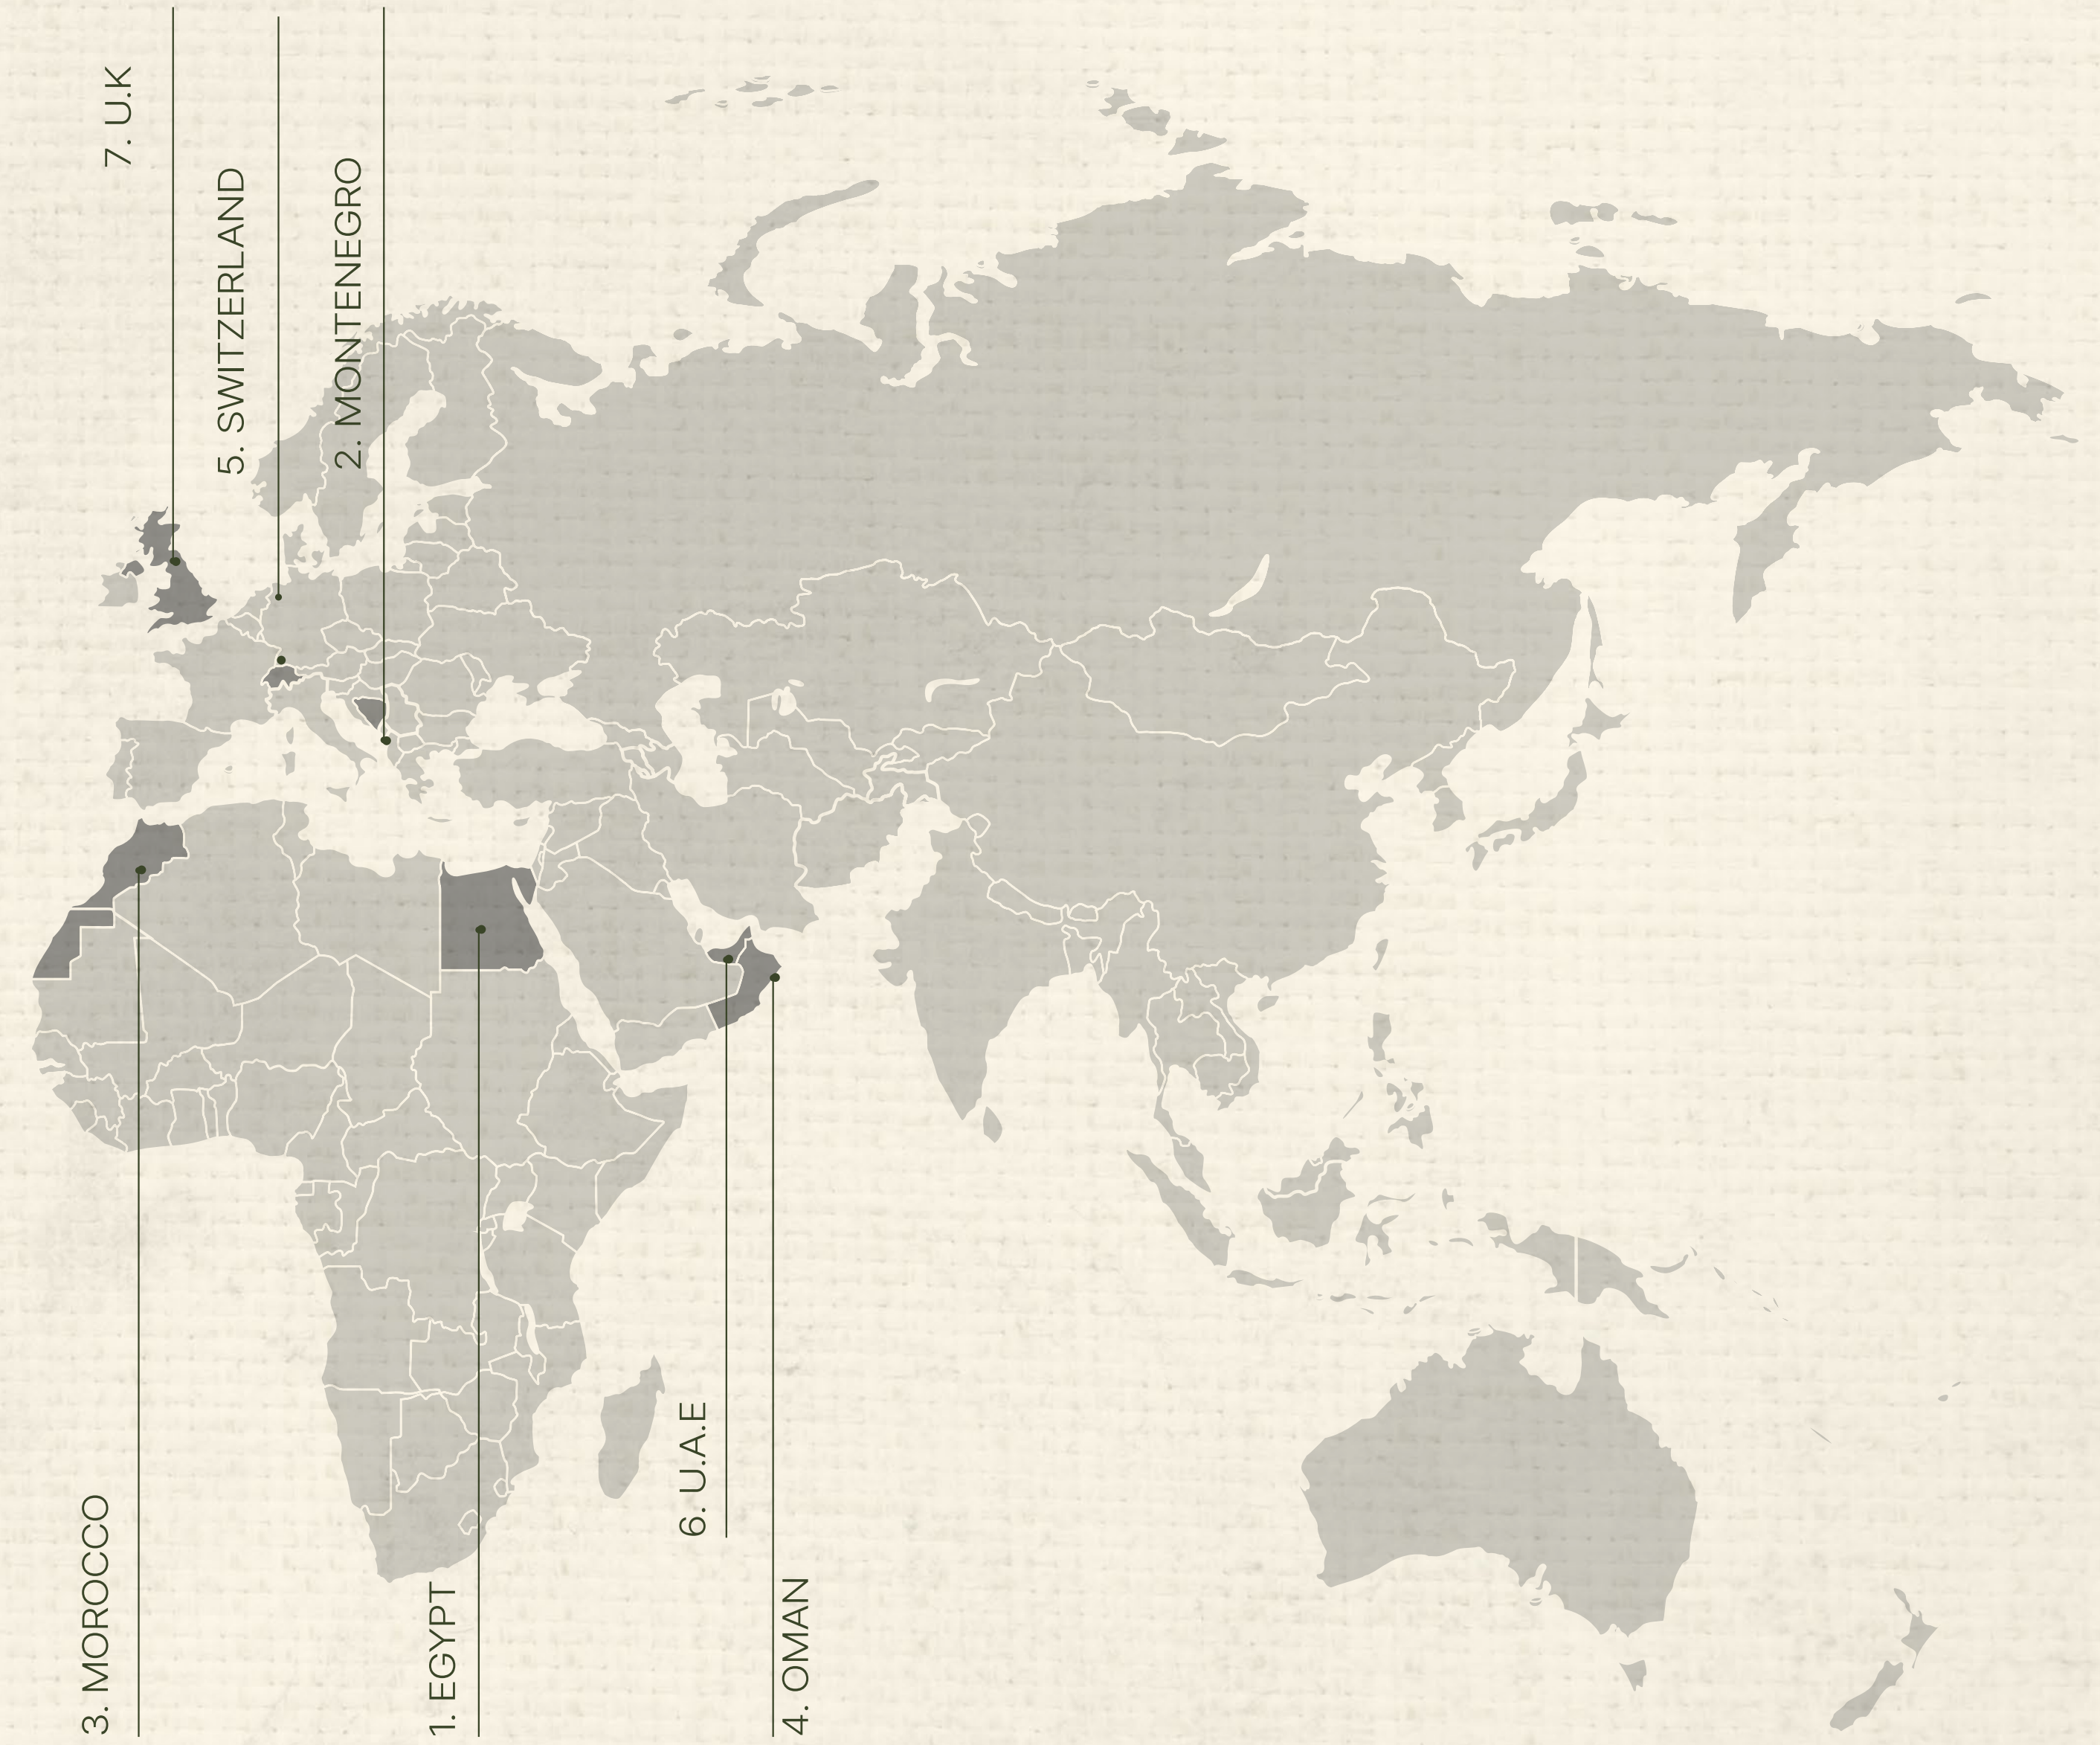 7. U.K
5. SWITZERLAND
2. MONTENEGRO
3. MOROCCO
1. EGYPT
6. U.A.E
4. OMAN